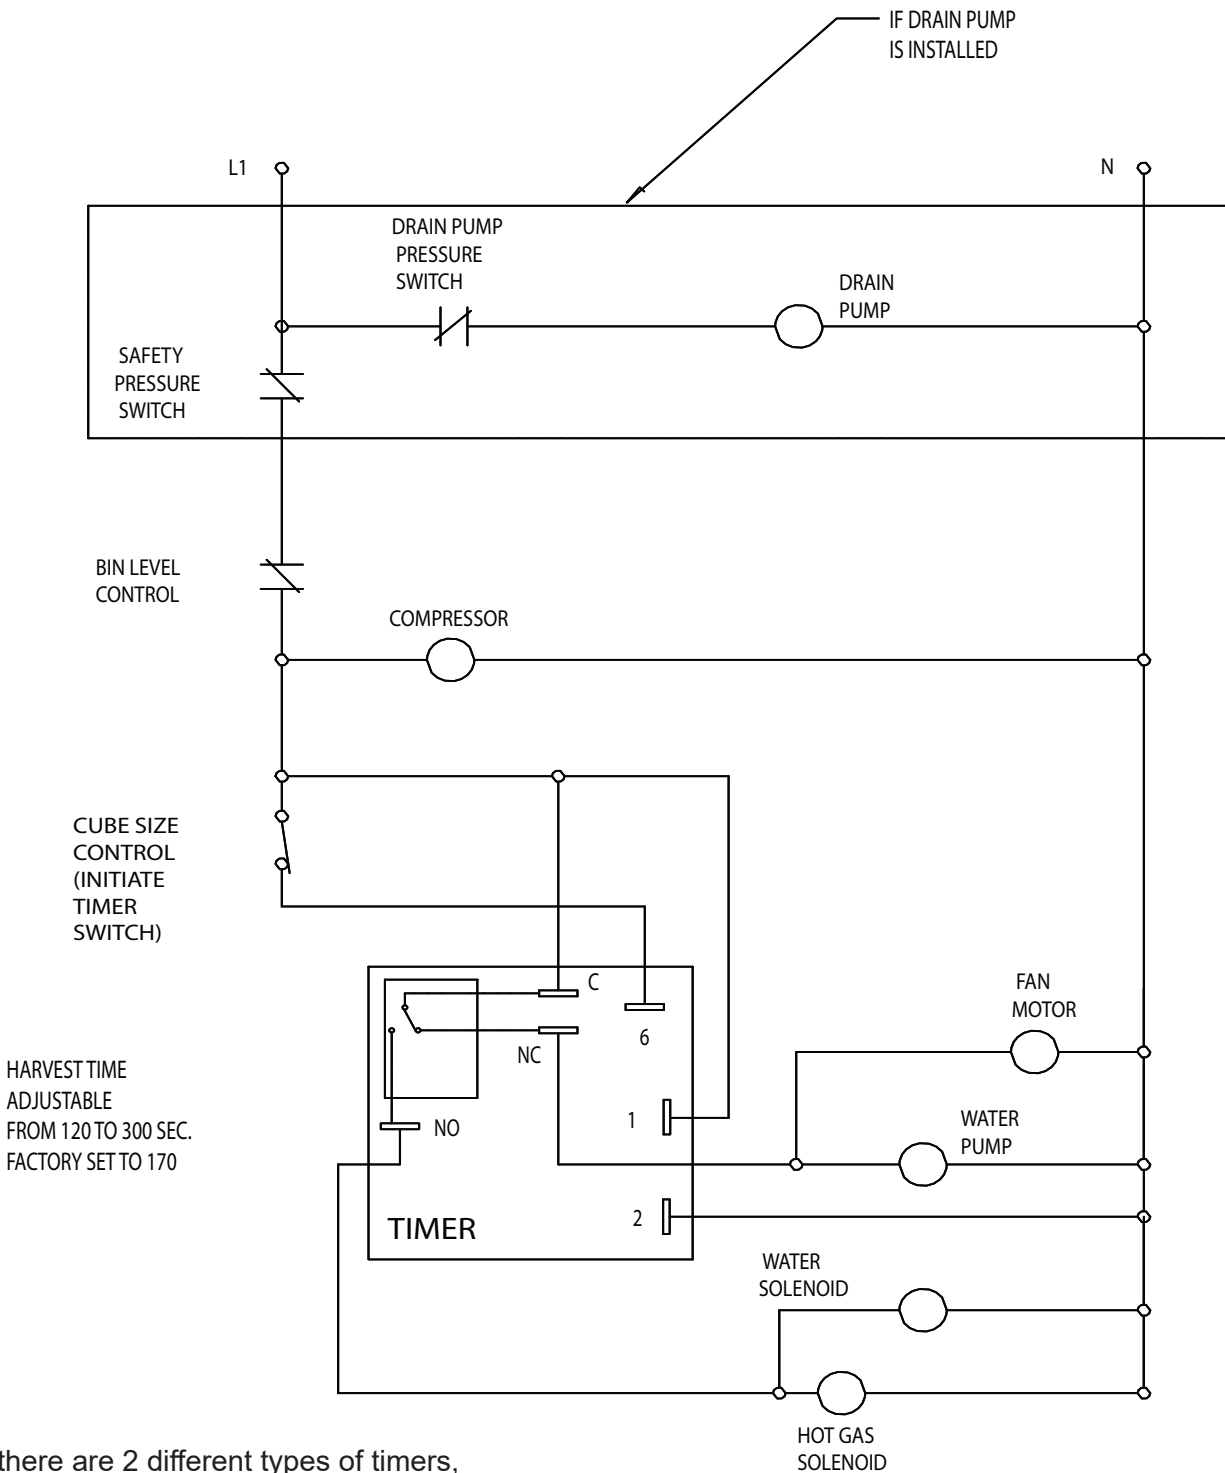 IF DRAIN PUMP
IS INSTALLED
L1
N
DRAIN PUMP
PRESSURE
SWITCH
DRAIN
PUMP
SAFETY
PRESSURE
SWITCH
BIN LEVEL
CONTROL
COMPRESSOR
CUBE SIZE
CONTROL
(INITIATE
TIMER
SWITCH)
C
6
NC
1
NO
2
TIMER
FAN
MOTOR
HARVEST TIME
ADJUSTABLE
FROM 120 TO 300 SEC.
FACTORY SET TO 170
WATER
PUMP
WATER
SOLENOID
HOT GAS
SOLENOID
there are 2 different types of timers,